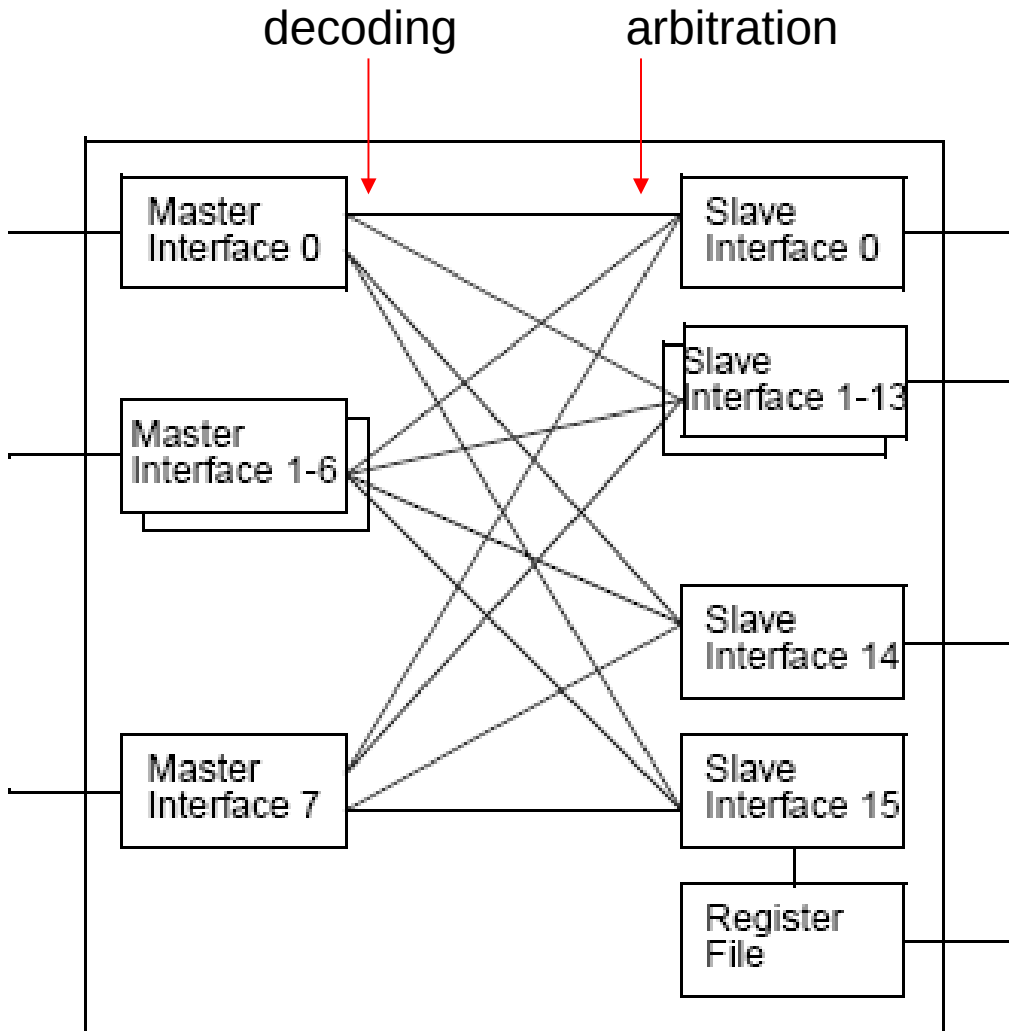 decoding
arbitration
Master
Interface 0
Slave
Interface 0
Slave
Interface 1-13
Master
Interface 1-6
Slave
Interface 14
Master
Interface 7
Slave
Interface 15
Register
File